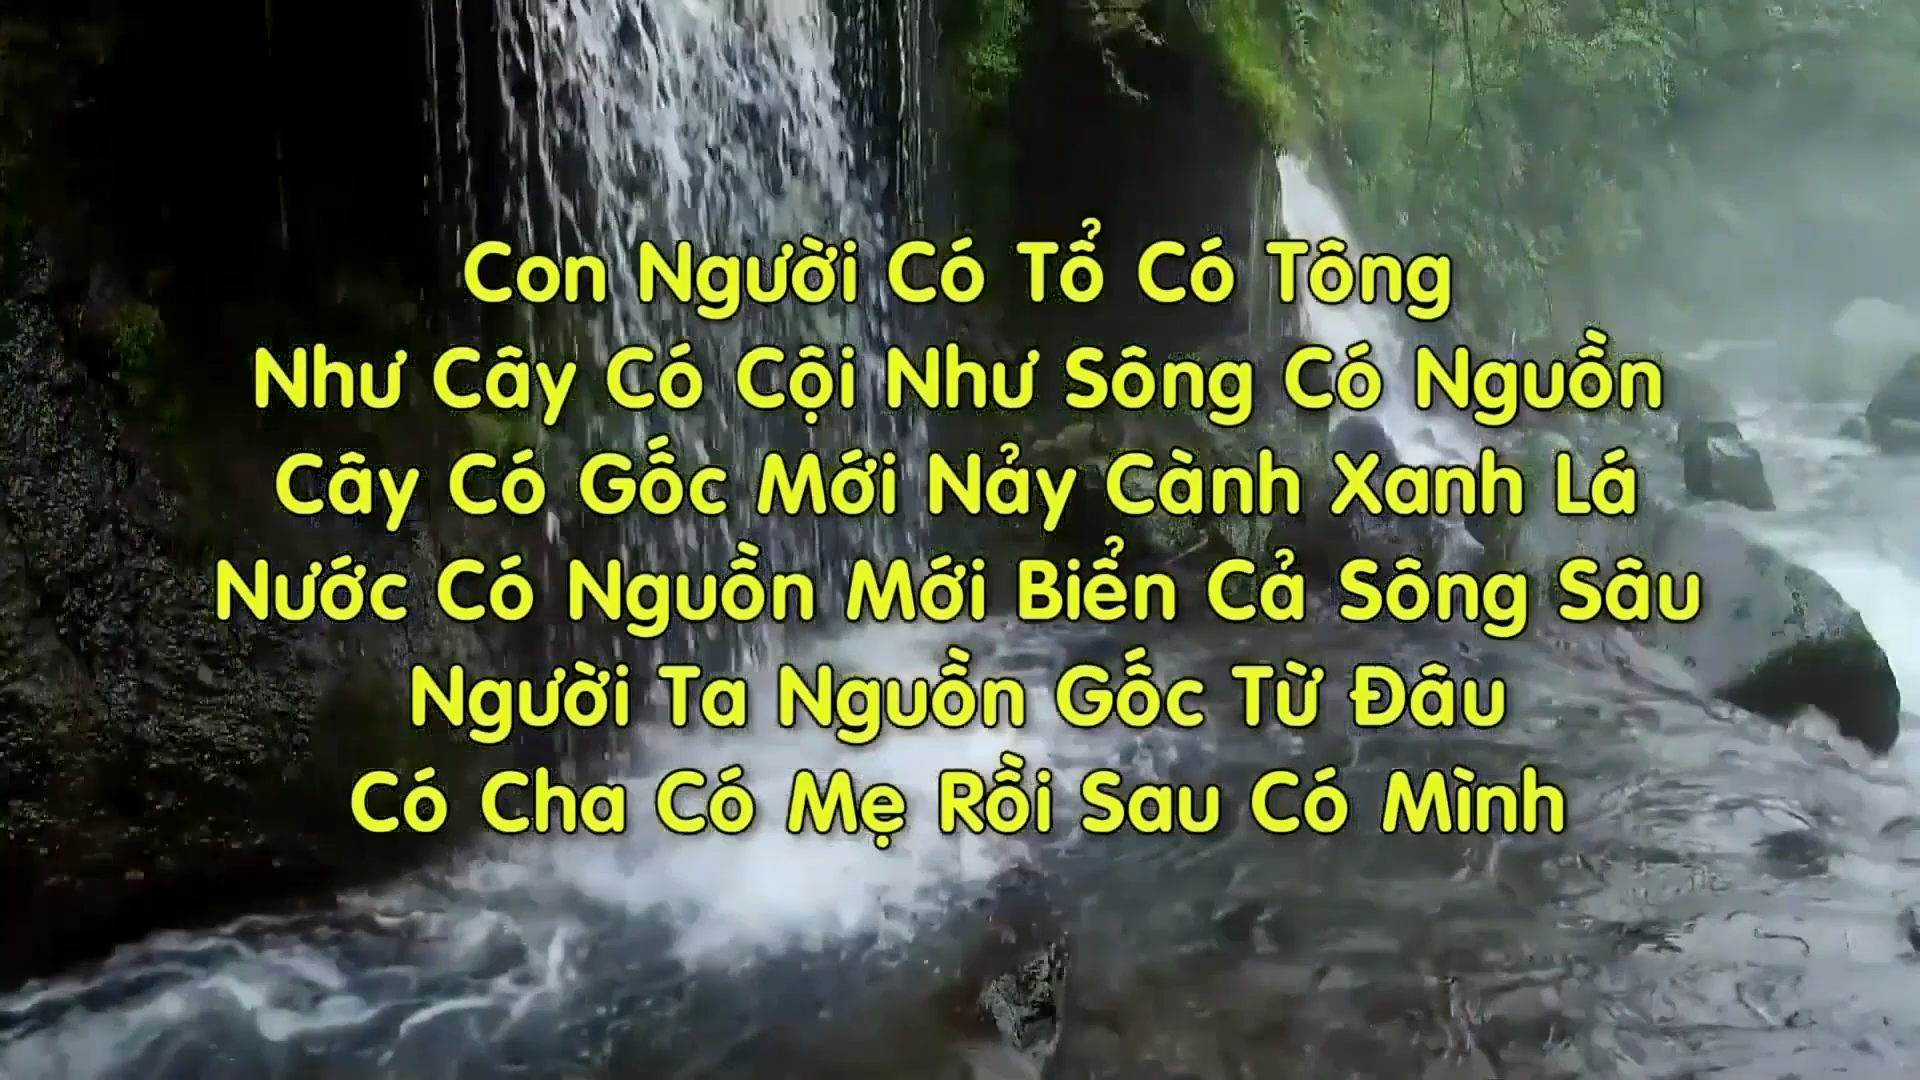 Con Người Có Tổ Có Tông
Như Cây Có Cội Như Sông Có Nguồn
Cây Có Gốc Mới Nảy Cành Xanh Lá
Nước Có Nguồn Mới Biển Cả Sông Sâu
Người Ta Nguồn Gốc Từ Đâu
Có Cha Có Mẹ Rồi Sau Có Mình